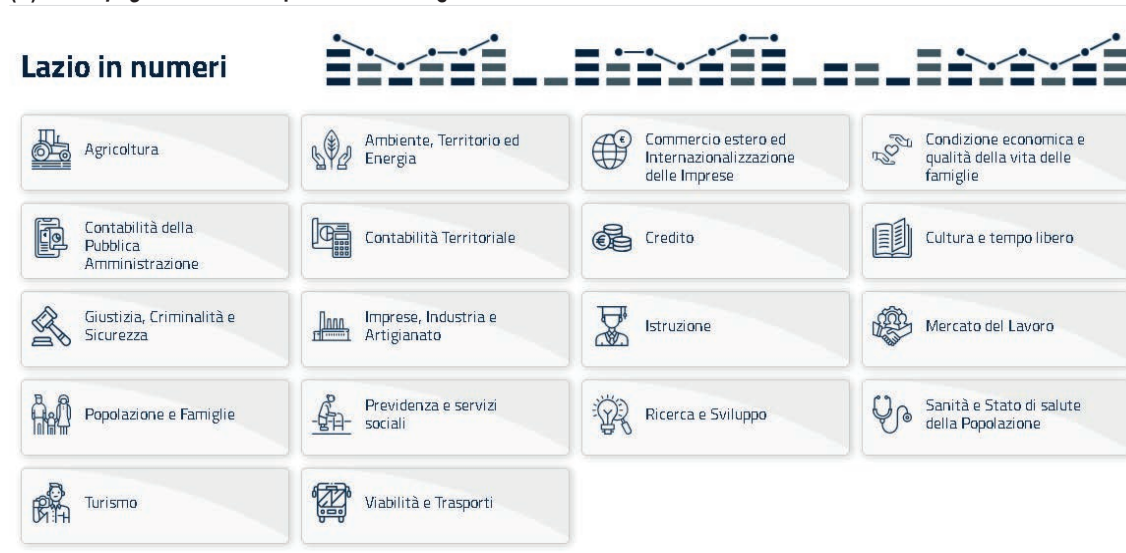 Lazio in numeri
Agricoltura
Ambiente, Territorio ed
Energia
Commercio estero ed
Internazionalizzazione
delle Imprese
Condizione economica e
qualità della vita delle
famiglie
Contabilità della
Pubblica
Amministrazione
Contabilità Territoriale
Credito
Cultura e tempo libero
Giustizia, Criminalità e
Sicurezza
Imprese, Industria e
Artigianato
Istruzione
Mercato del Lavoro
Popolazione e Famiglie
Previdenza e servizi
sociali
Ricerca e Sviluppo
Sanità e Stato di salute
della Popolazione
Turismo
Viabilità e Trasporti